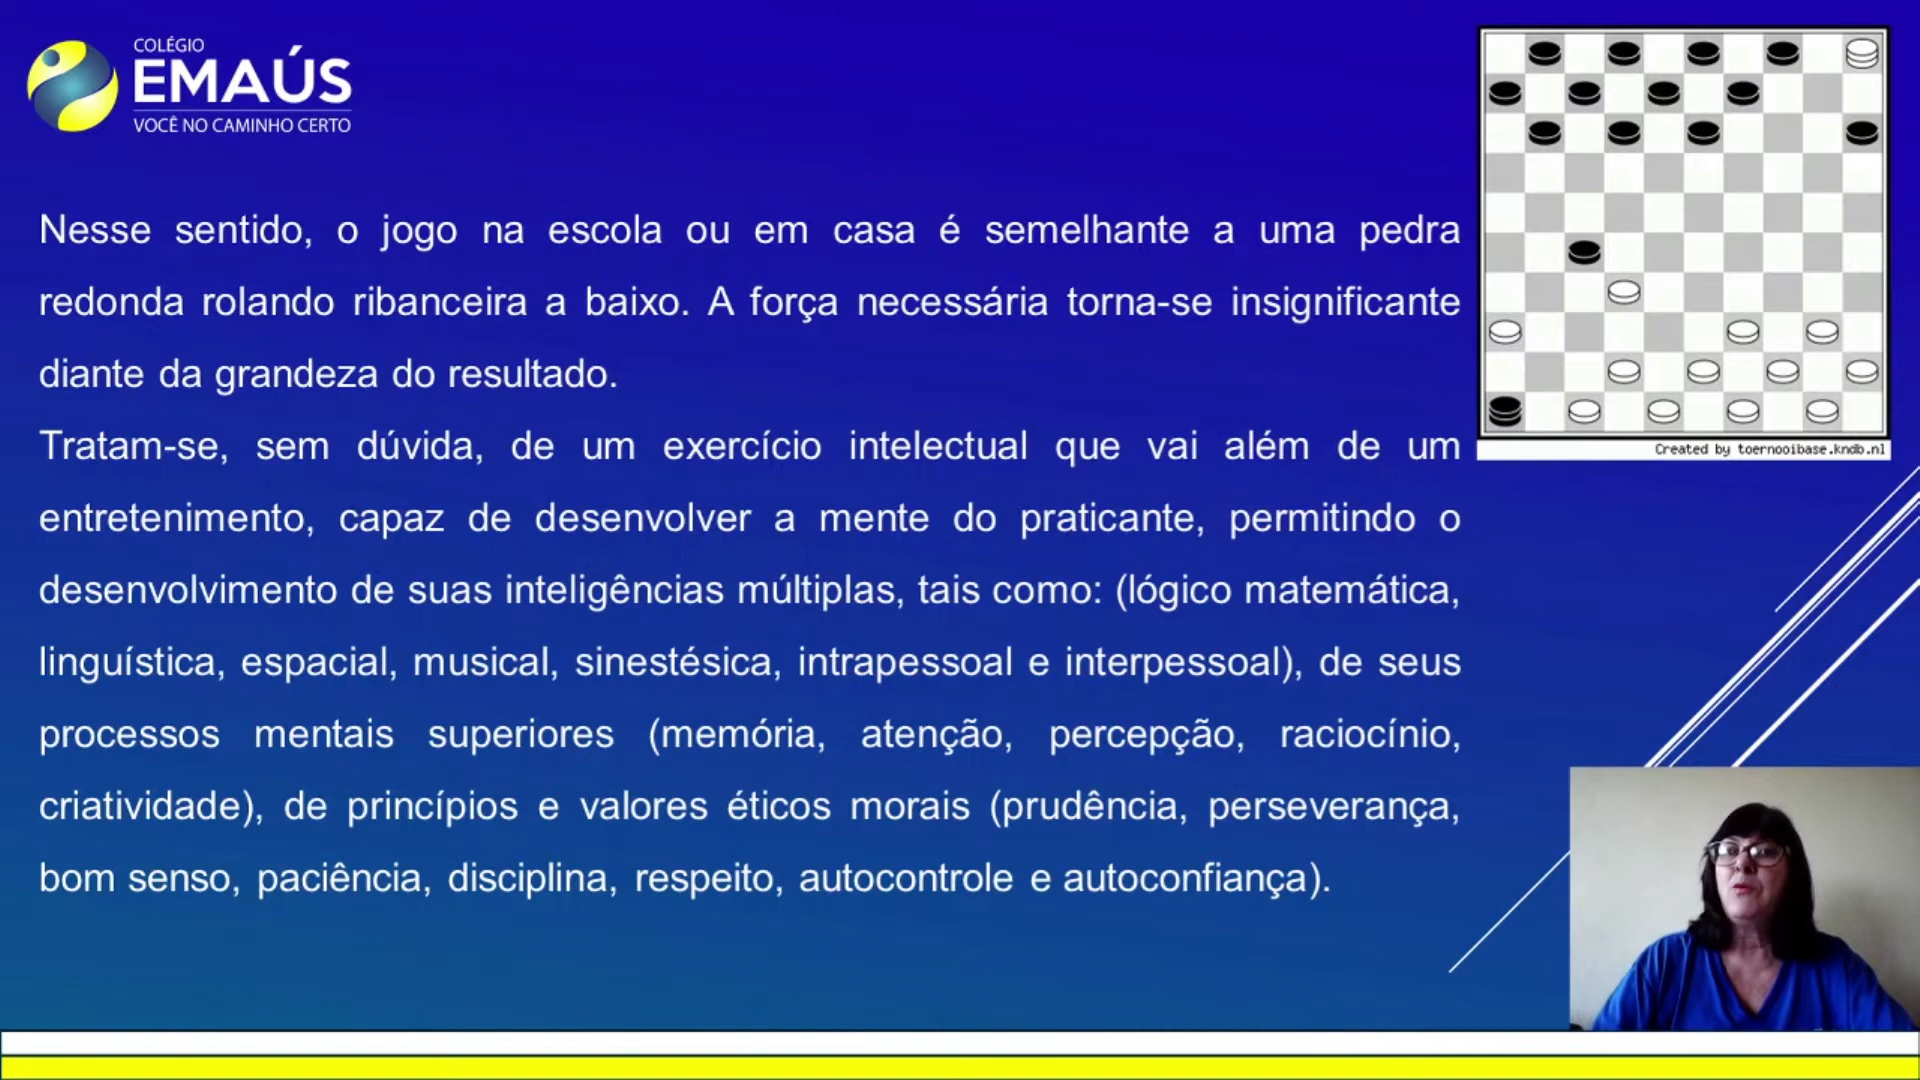 COLÉGIO
EMAÚS
VOCÊ NO CAMINHO CERTO
Nesse sentido, o jogo na escola ou em casa é semelhante a uma pedra
redonda rolando ribanceira a baixo. A força necessária torna-se insignificante
diante da grandeza do resultado.
Tratam-se, sem dúvida, de um exercício intelectual que vai além de um
entretenimento, capaz de desenvolver a mente do praticante, permitindo o
desenvolvimento de suas inteligências múltiplas, tais como: (lógico matemática,
linguística, espacial, musical, sinestésica, intrapessoal e interpessoal), de seus
processos mentais superiores (memória, atenção, percepção, raciocínio,
criatividade), de princípios e valores éticos morais (prudência, perseverança,
bom senso, paciência, disciplina, respeito, autocontrole e autoconfiança).
Created by toernooibase.kndb.nl